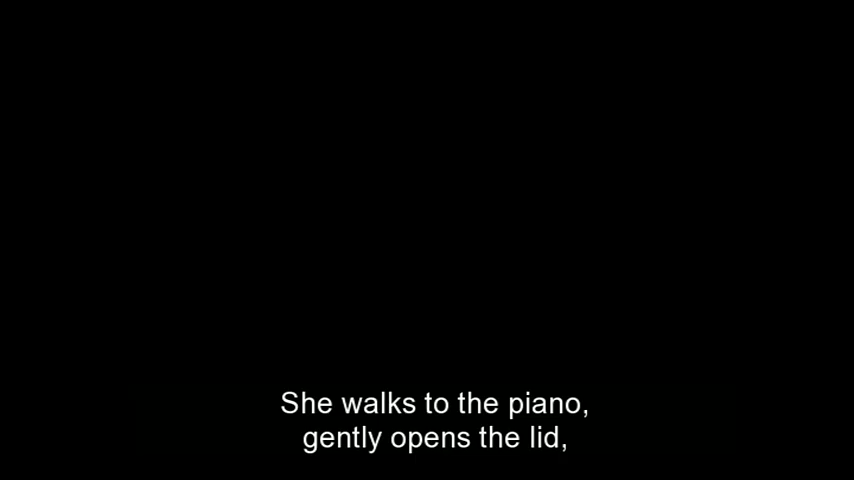 She walks to the piano,
gently opens the lid,